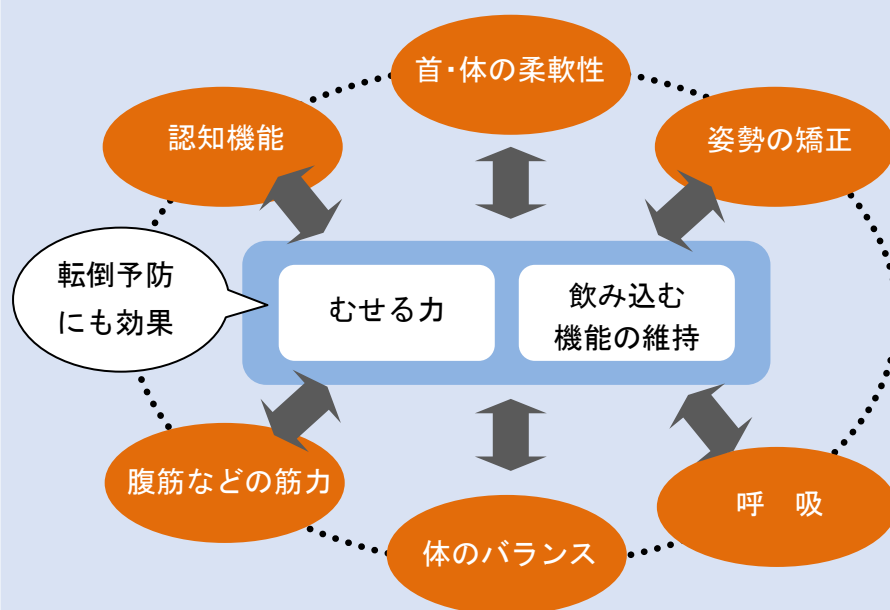 首・体の柔軟性
認知機能
姿勢の矯正
転倒予防
にも効果
むせる力
飲み込む
機能の維持
腹筋などの筋力
呼　吸
体のバランス